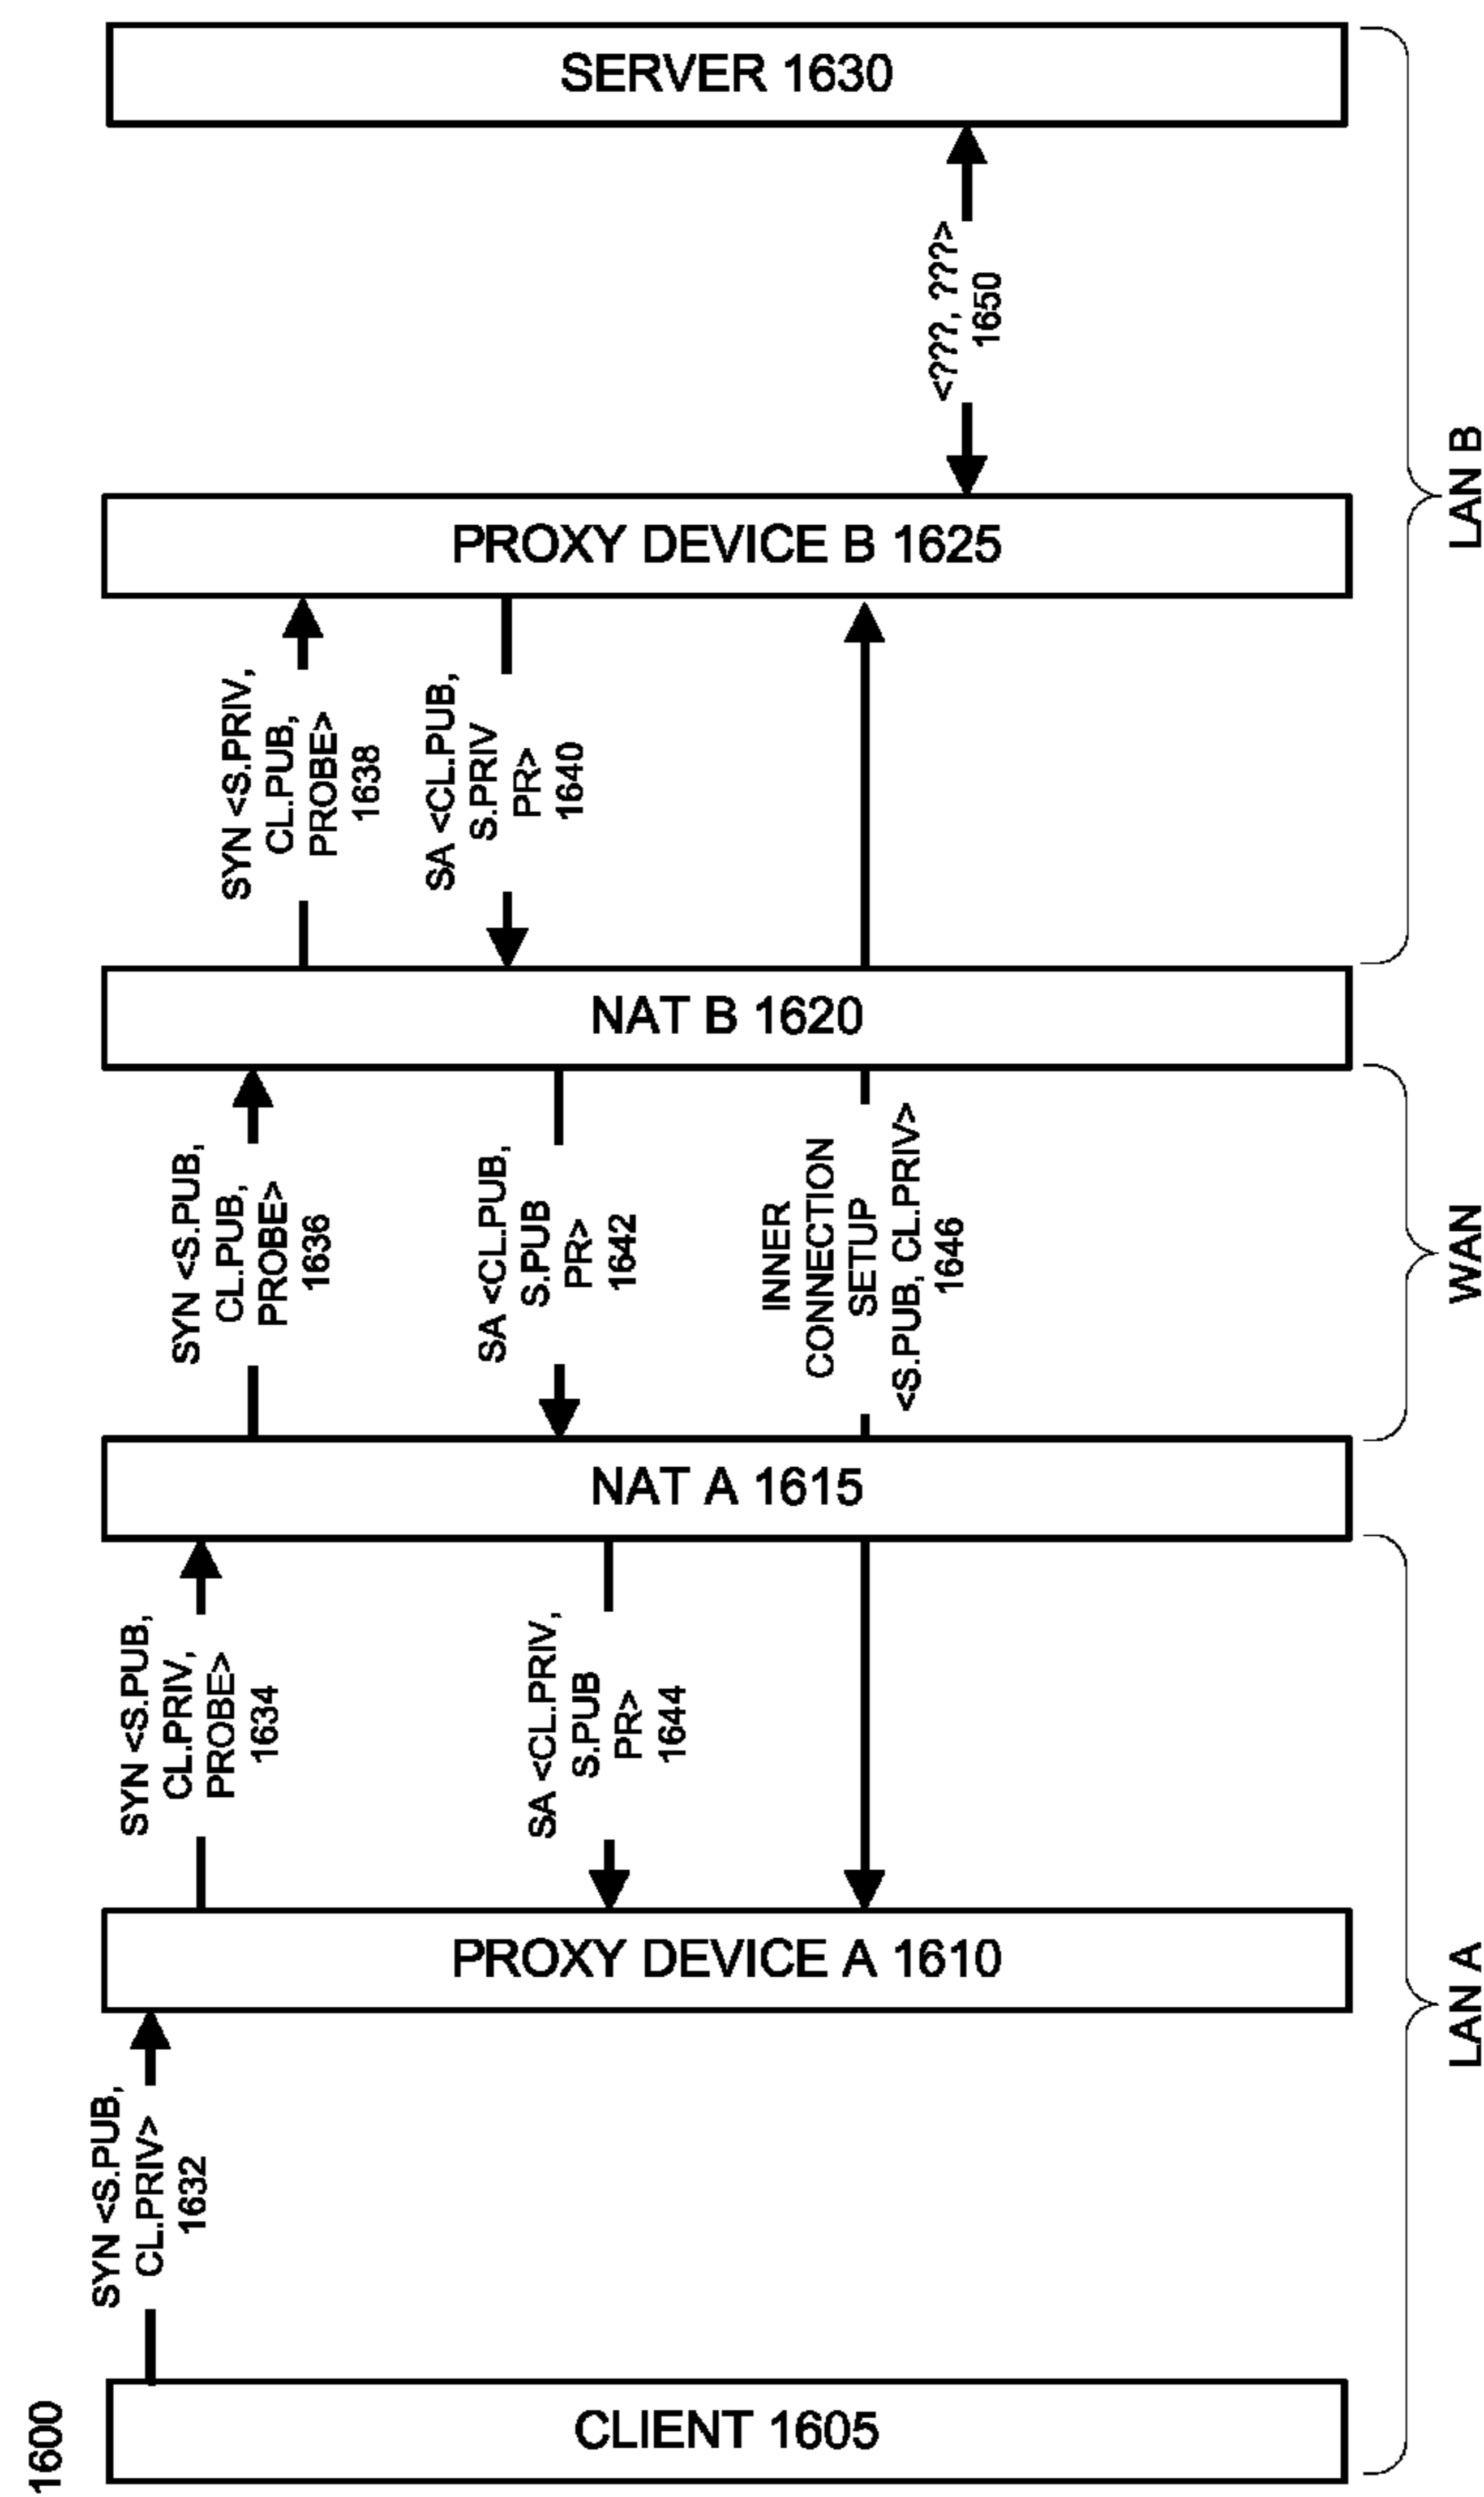 SERVER 1630
<???, ???>
1650
PROXY DEVICE B 1625
SYN <S.PRIV,
CL.PUB,
PROBE>
1638
SA <CL.PUB,
S.PRIV
PR>
1640
LAN B
NAT B 1620
SYN <S.PUB,
CL.PUB,
PROBE>
1636
SA <CL.PUB,
S.PUB
PR>
1642
INNER
CONNECTION
SETUP
<S.PUB, CL.PRIV>
1646
WAN
NAT A 1615
SYN <S.PUB,
CL.PRIV,
PROBE>
1634
SA <CL.PRIV,
S.PUB
PR>
1644
PROXY DEVICE A 1610
LAN A
SYN <S.PUB,
CL.PRIV>
1632
CLIENT 1605
1600